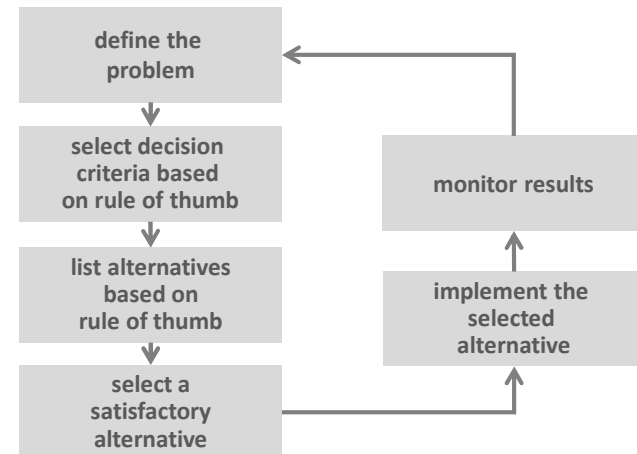 define the
problem
select decision
criteria based
on rule of thumb
list alternatives
based on
rule of thumb
select a
satisfactory
alternative
implement the
selected
alternative
monitor results